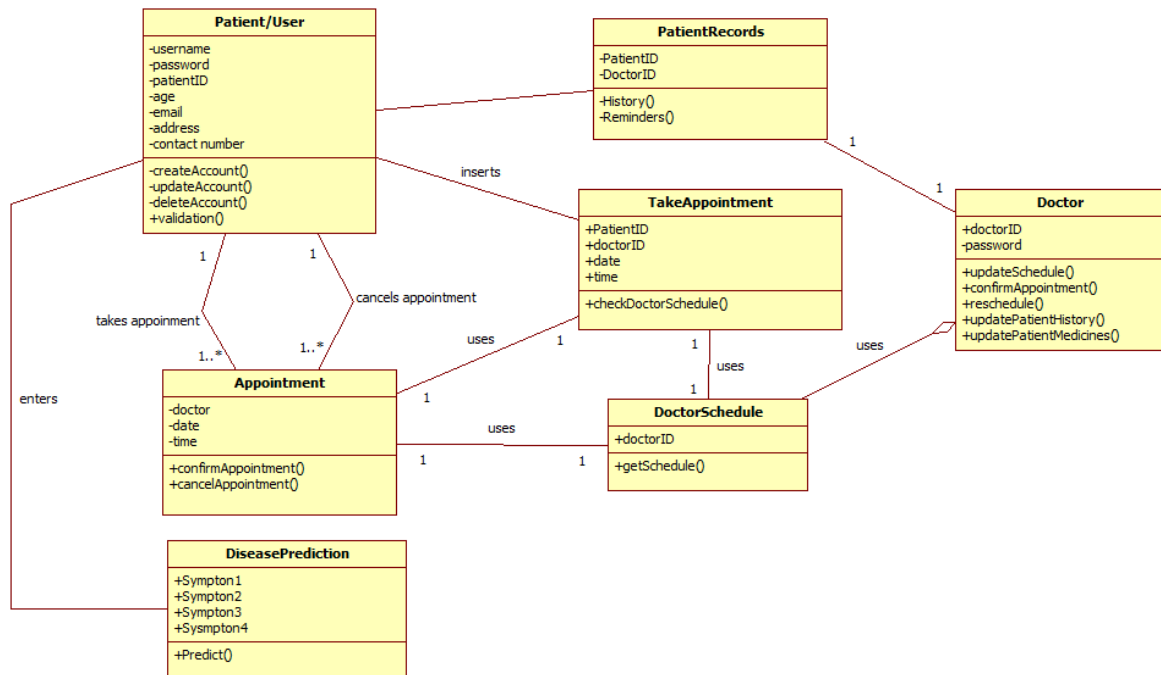 Patient/User
-username
-password
-patientID
-age
-email
-address
-contact number
-createAccount()
-updateAccount()
-deleteAccount()
+validation()
PatientRecords
-PatientID
-DoctorID
-History()
-Reminders()
1
1
inserts
TakeAppointment
+PatientID
+doctorID
+date
+time
+checkDoctorSchedule()
Doctor
+doctorID
-password
+updateSchedule()
+confirmAppointment()
+reschedule()
+updatePatientHistory()
+updatePatientMedicines()
1
1
cancels appointment
takes appoinment
1..*
1..*
uses
1
1
1
uses
1
uses
enters
Appointment
-doctor
-date
-time
+confirmAppointment()
+cancelAppointment()
uses
1
1
DoctorSchedule
+doctorID
+getSchedule()
DiseasePrediction
+Sympton1
+Sympton2
+Sympton3
+Sysmpton4
+Predict()